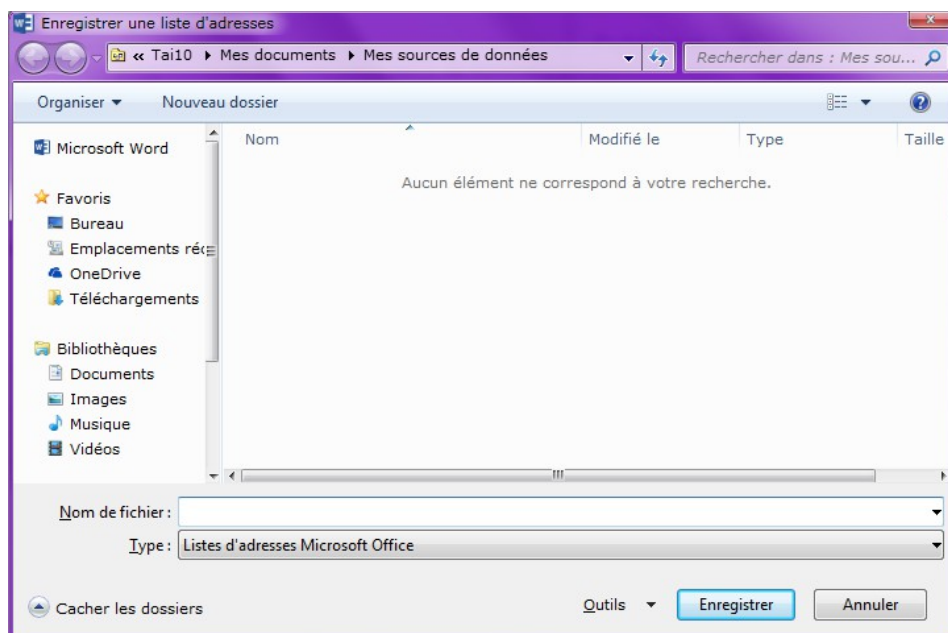 Enregistrer une liste d'adresses
« Tai10 Mes documents Mes sources de données
Rechercher dans : Mes sou...
Organiser Nouveau dossier
Nom Modifié le Type Taille
Microsoft Word
Aucun élément ne correspond à votre recherche.
Favoris
Bureau
Emplacements réc
OneDrive
Téléchargements
Bibliothèques
Documents
Images
Musique
Vidéos
Nom de fichier :
Type : Listes d'adresses Microsoft Office
Cacher les dossiers Outils Enregistrer Annuler